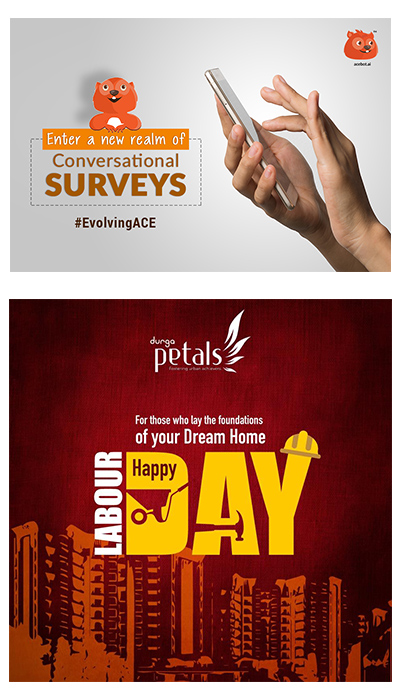 acebot.ai
Enter a new realm of
Conversational
SURVEYS
#EvolvingACE
durga
petals
fostering urban achievers
For those who lay the foundations
of your Dream Home
LABOUR
Happy
DAY